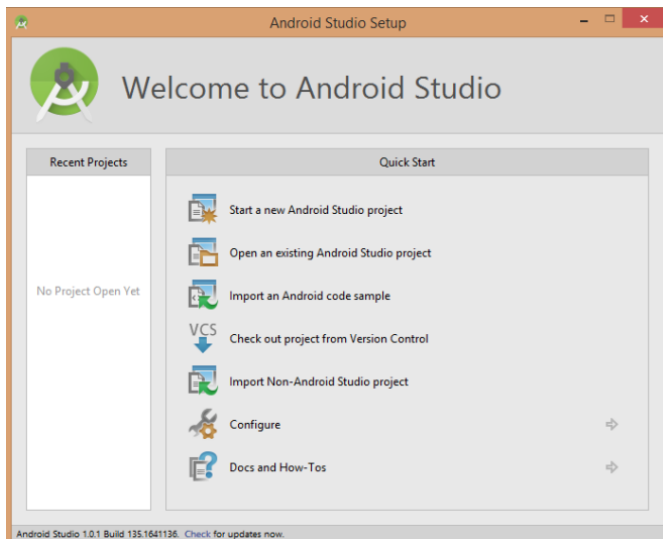 Android Studio Setup
Welcome to Android Studio
Recent Projects
No Project Open Yet
Quick Start
Start a new Android Studio project
Open an existing Android Studio project
Import an Android code sample
VCS
Check out project from Version Control
Import Non-Android Studio project
Configure
Docs and How-Tos
Android Studio 1.0.1 Build 135.1641136. Check for updates now.